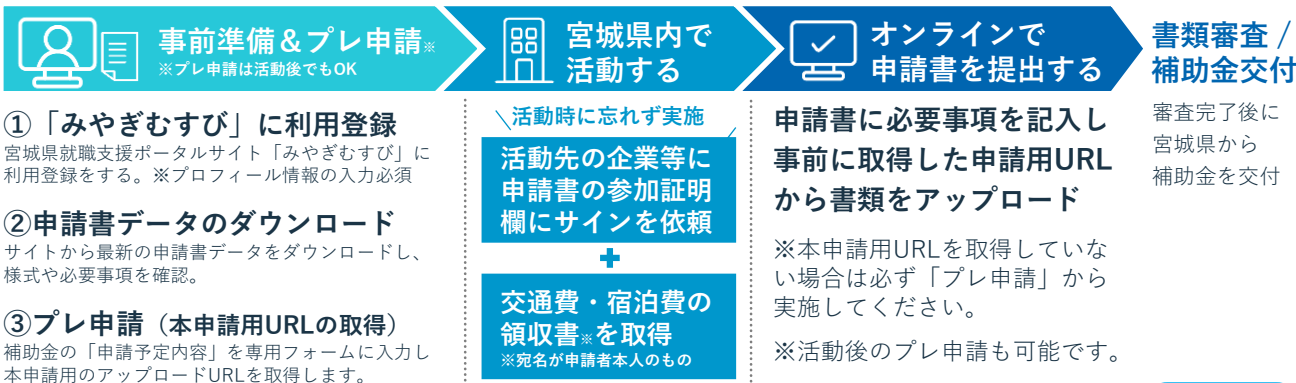 事前準備＆プレ申請※
※プレ申請は活動後でもOK
①「みやぎむすび」に利用登録
宮城県就職支援ポータルサイト「みやぎむすび」に
利用登録をする。※プロフィール情報の入力必須
②申請書データのダウンロード
サイトから最新の申請書データをダウンロードし、
様式や必要事項を確認。
③プレ申請（本申請用URLの取得）
補助金の「申請予定内容」を専用フォームに入力し
本申請用のアップロードURLを取得します。
宮城県内で
活動する
＼活動時に忘れず実施／
活動先の企業等に
申請書の参加証明
欄にサインを依頼
＋
交通費・宿泊費の
領収書※を取得
※宛名が申請者本人のもの
オンラインで
申請書を提出する
申請書に必要事項を記入し
事前に取得した申請用URL
から書類をアップロード
※本申請用URLを取得していな
い場合は必ず「プレ申請」から
実施してください。
※活動後のプレ申請も可能です。
書類審査 /
補助金交付
審査完了後に
宮城県から
補助金を交付